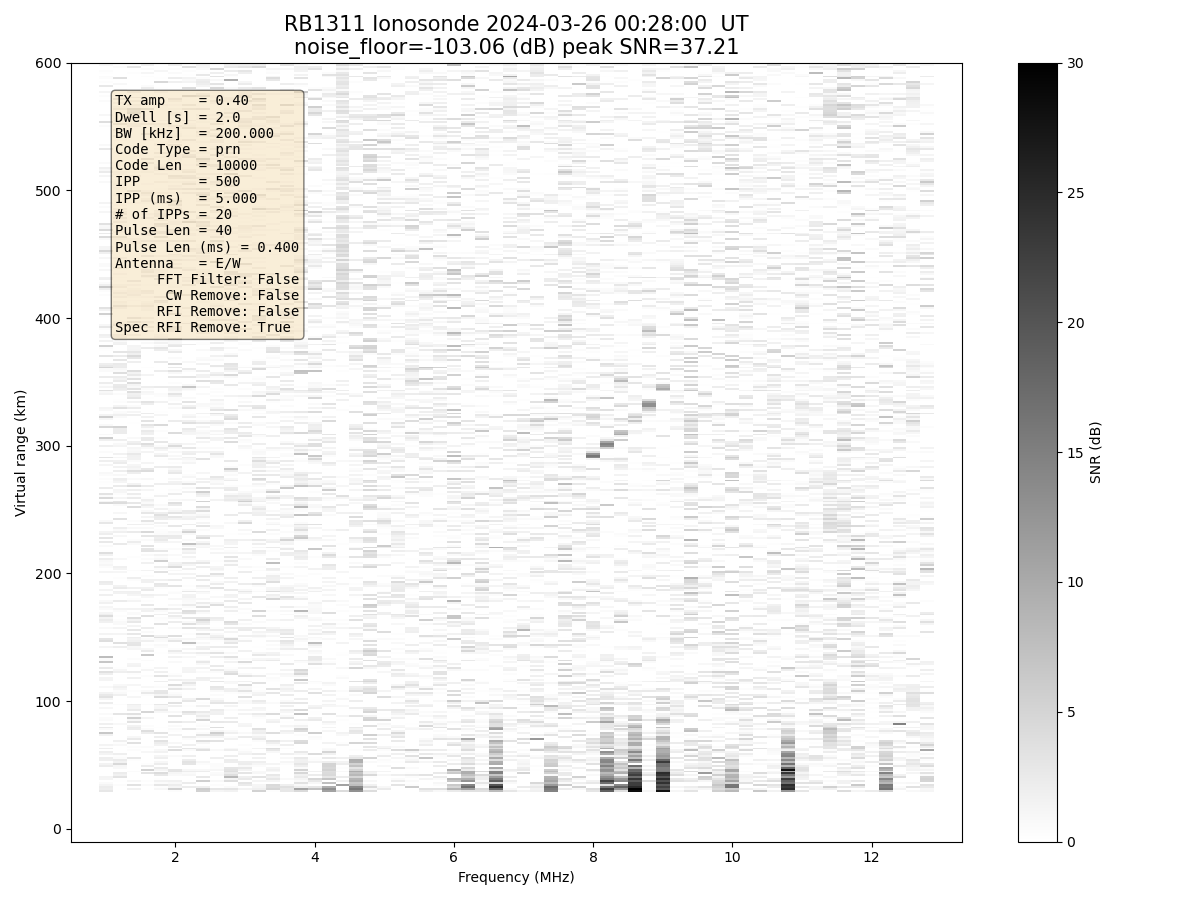 RB1311 Ionosonde 2024-03-26 00:28:00  UT
noise_floor=-103.06 (dB) peak SNR=37.21
TX amp    = 0.40
Dwell [s] = 2.0
BW [kHz]  = 200.000
Code Type = prn
Code Len  = 10000
IPP       = 500
IPP (ms)  = 5.000
# of IPPs = 20
Pulse Len = 40
Pulse Len (ms) = 0.400
Antenna   = E/W
FFT Filter: False
CW Remove: False
RFI Remove: False
Spec RFI Remove: True
600
500
400
300
200
100
0
Virtual range (km)
2 4 6 8 10 12
Frequency (MHz)
30
25
20
15
10
5
0
SNR (dB)